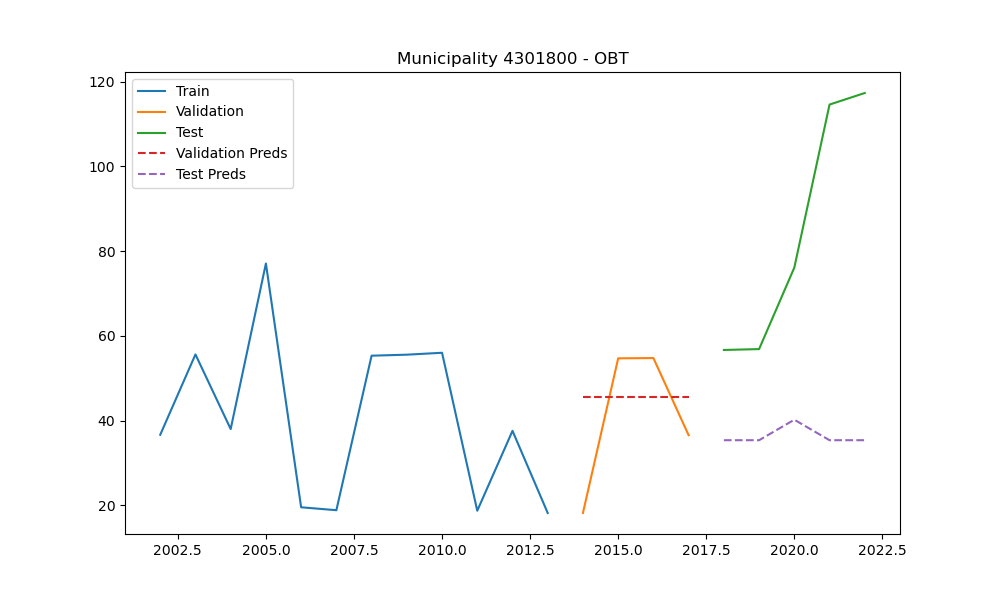 Municipality 4301800 - OBT
Train
Validation
Test
Validation Preds
Test Preds
120
100
80
60
40
20
2002.5 2005.0 2007.5 2010.0 2012.5 2015.0 2017.5 2020.0 2022.5